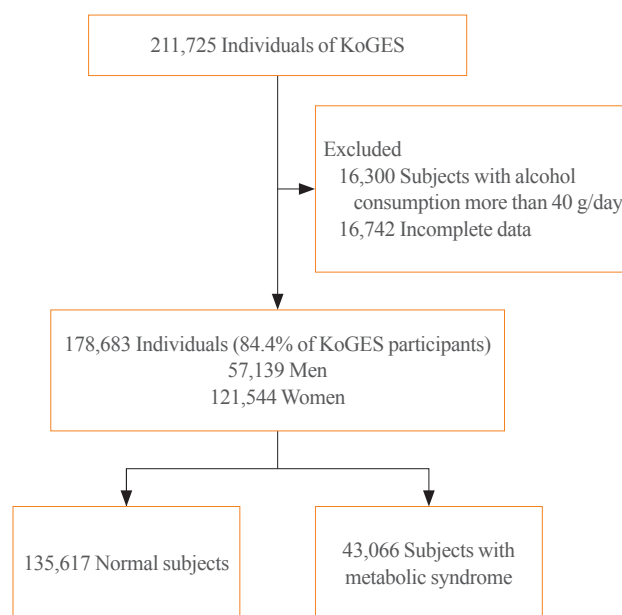 211,725 Individuals of KoGES
Excluded
16,300 Subjects with alcohol
consumption more than 40 g/day
16,742 Incomplete data
178,683 Individuals (84.4% of KoGES participants)
57,139 Men
121,544 Women
135,617 Normal subjects
43,066 Subjects with
metabolic syndrome